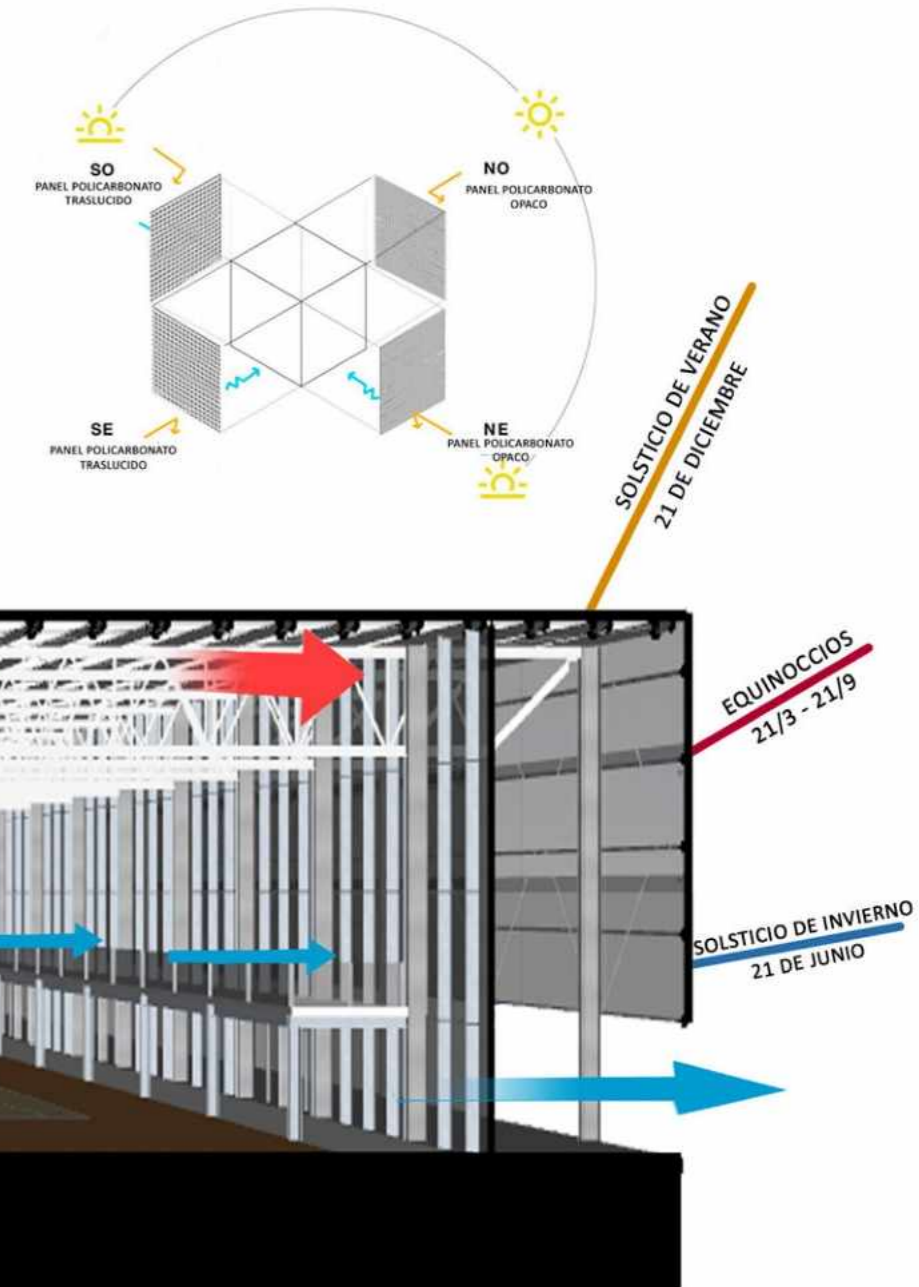 SO
PANEL POLICARBONATO
TRASLUCIDO
NO
PANEL POLICARBONATO
OPACO
SE
PANEL POLICARBONATO
TRASLUCIDO
NE
PANEL POLICARBONATO
OPACO
SOLSTICIO DE VERANO
21 DE DICIEMBRE
EQUINOCCIOS
21/3 - 21/9
SOLSTICIO DE INVIERNO
21 DE JUNIO